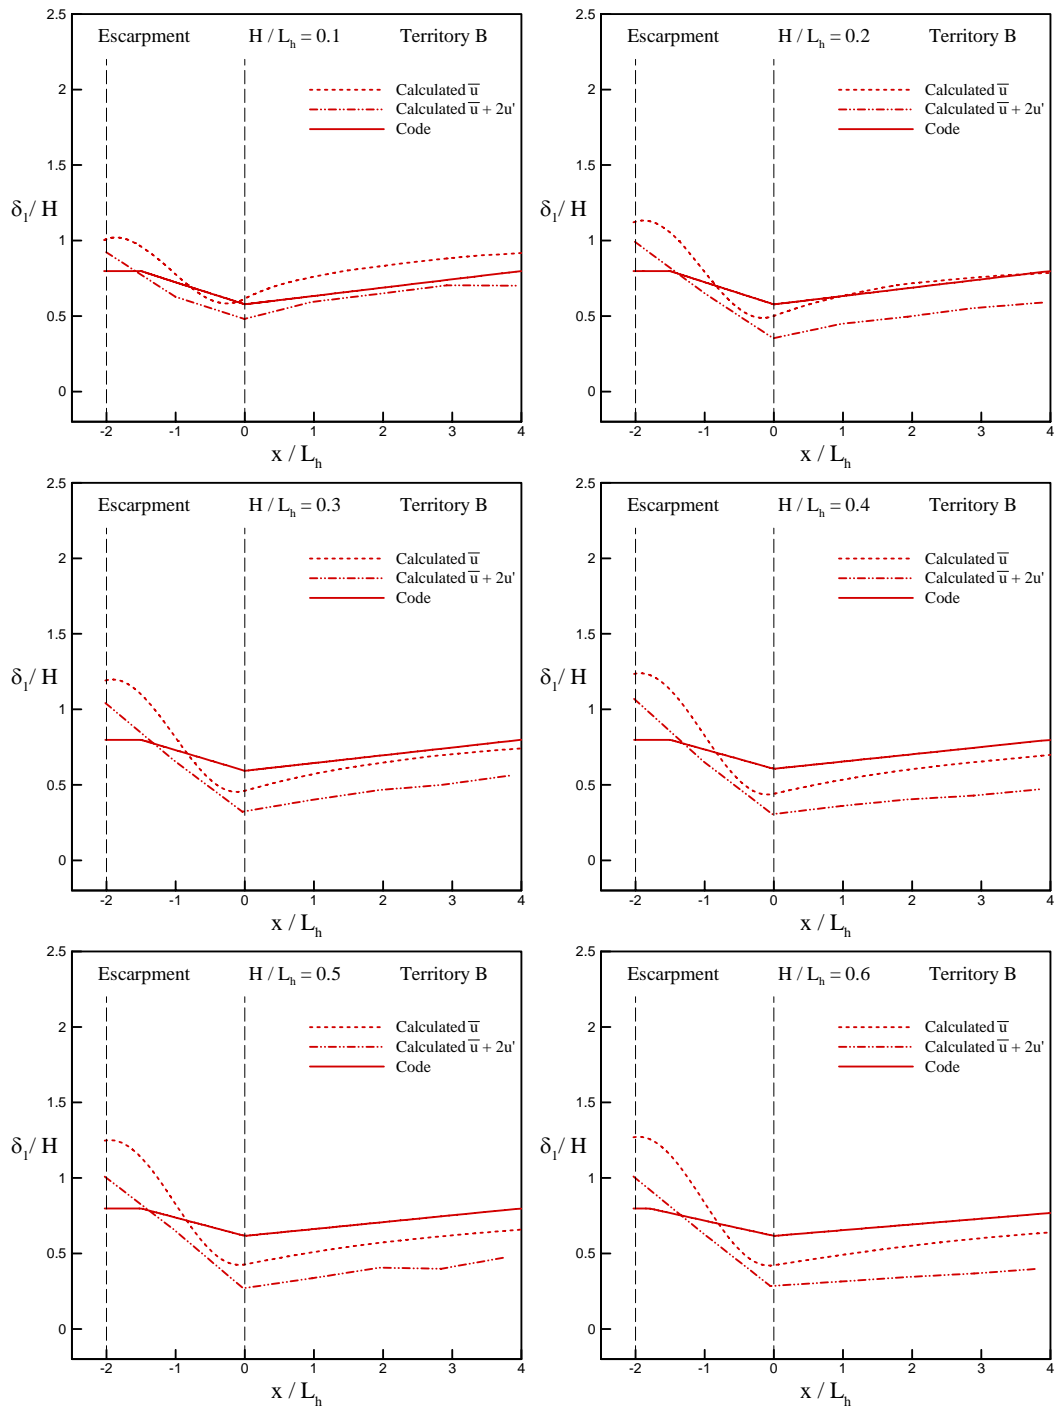 2.5
Escarpment H / Lₕ = 0.1 Territory B
2
Calculated u̅
Calculated u̅ + 2u'
Code
1.5
δ₁ / H
1
0.5
0
-2 -1 0 1 2 3 4
x / Lₕ
2.5
Escarpment H / Lₕ = 0.2 Territory B
2
Calculated u̅
Calculated u̅ + 2u'
Code
1.5
δ₁ / H
1
0.5
0
-2 -1 0 1 2 3 4
x / Lₕ
2.5
Escarpment H / Lₕ = 0.3 Territory B
2
Calculated u̅
Calculated u̅ + 2u'
Code
1.5
δ₁ / H
1
0.5
0
-2 -1 0 1 2 3 4
x / Lₕ
2.5
Escarpment H / Lₕ = 0.4 Territory B
2
Calculated u̅
Calculated u̅ + 2u'
Code
1.5
δ₁ / H
1
0.5
0
-2 -1 0 1 2 3 4
x / Lₕ
2.5
Escarpment H / Lₕ = 0.5 Territory B
2
Calculated u̅
Calculated u̅ + 2u'
Code
1.5
δ₁ / H
1
0.5
0
-2 -1 0 1 2 3 4
x / Lₕ
2.5
Escarpment H / Lₕ = 0.6 Territory B
2
Calculated u̅
Calculated u̅ + 2u'
Code
1.5
δ₁ / H
1
0.5
0
-2 -1 0 1 2 3 4
x / Lₕ